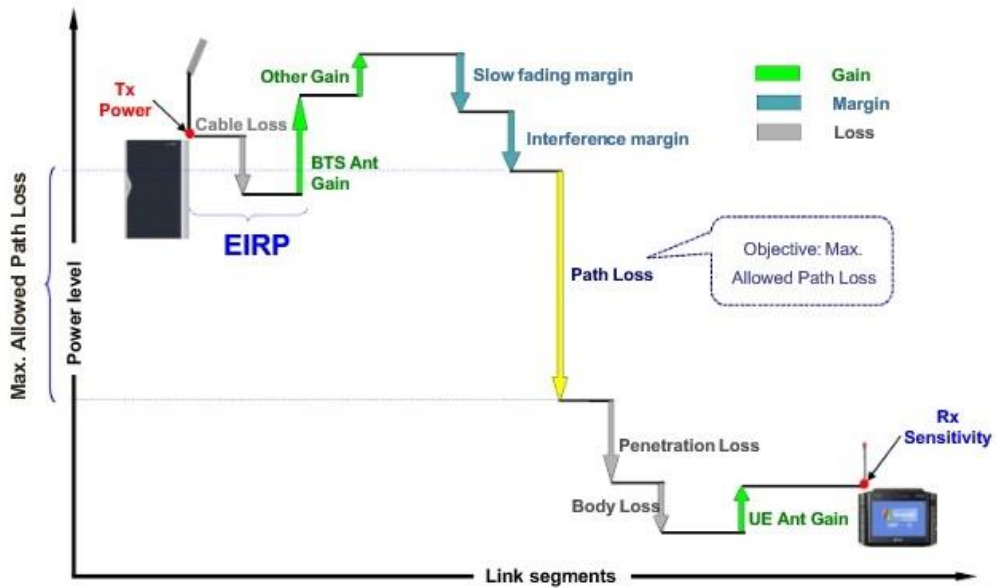 Tx
Power
Cable Loss
Other Gain
BTS Ant
Gain
EIRP
Slow fading margin
Interference margin
Gain
Margin
Loss
Max. Allowed Path Loss
Power level
Path Loss
Objective: Max.
Allowed Path Loss
Penetration Loss
Body Loss
UE Ant Gain
Rx
Sensitivity
Link segments